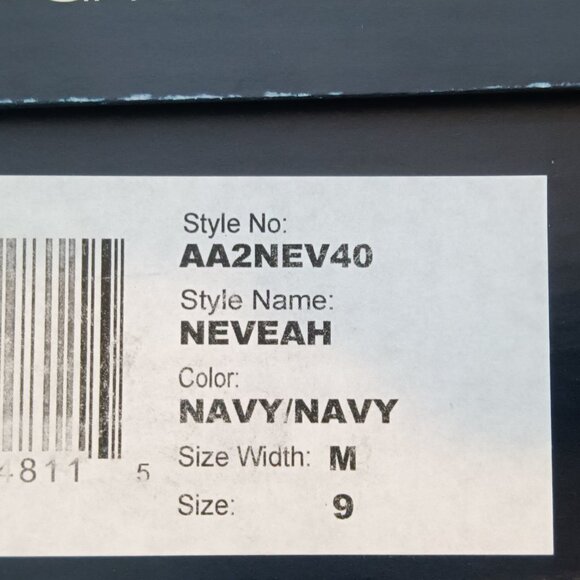 Style No:
AA2NEV40
Style Name:
NEVEAH
Color:
NAVY/NAVY
Size Width: M
Size: 9
4811 5